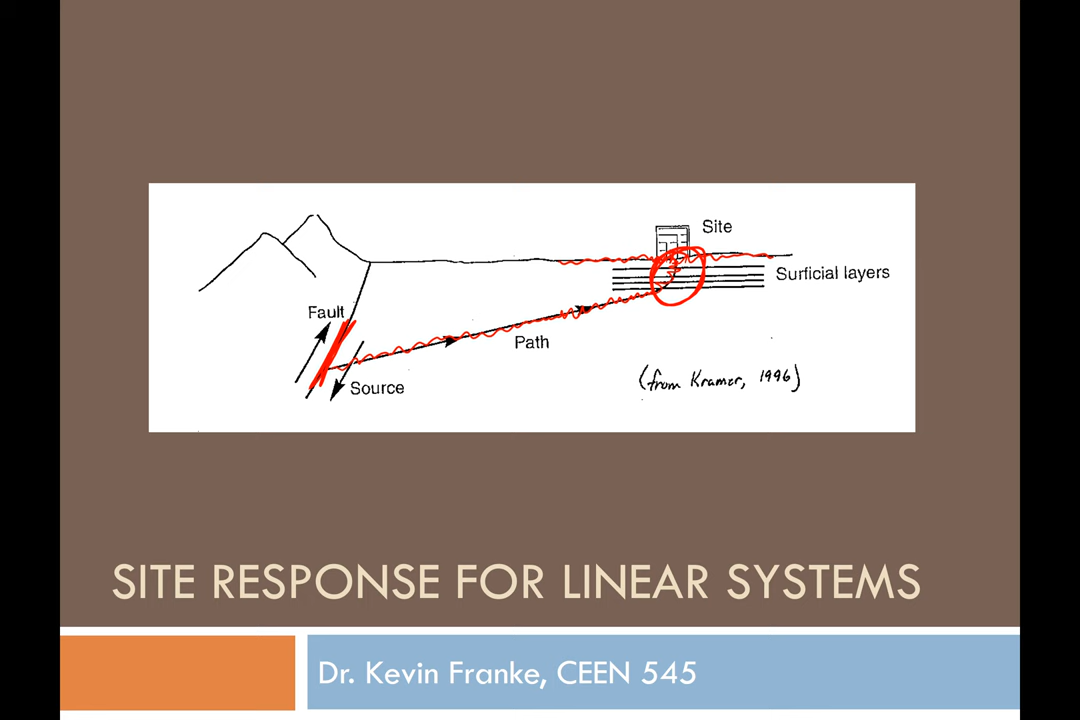 Site
Surficial layers
Fault
Path
Source
(from Kramer, 1996)
SITE RESPONSE FOR LINEAR SYSTEMS
Dr. Kevin Franke, CEEN 545